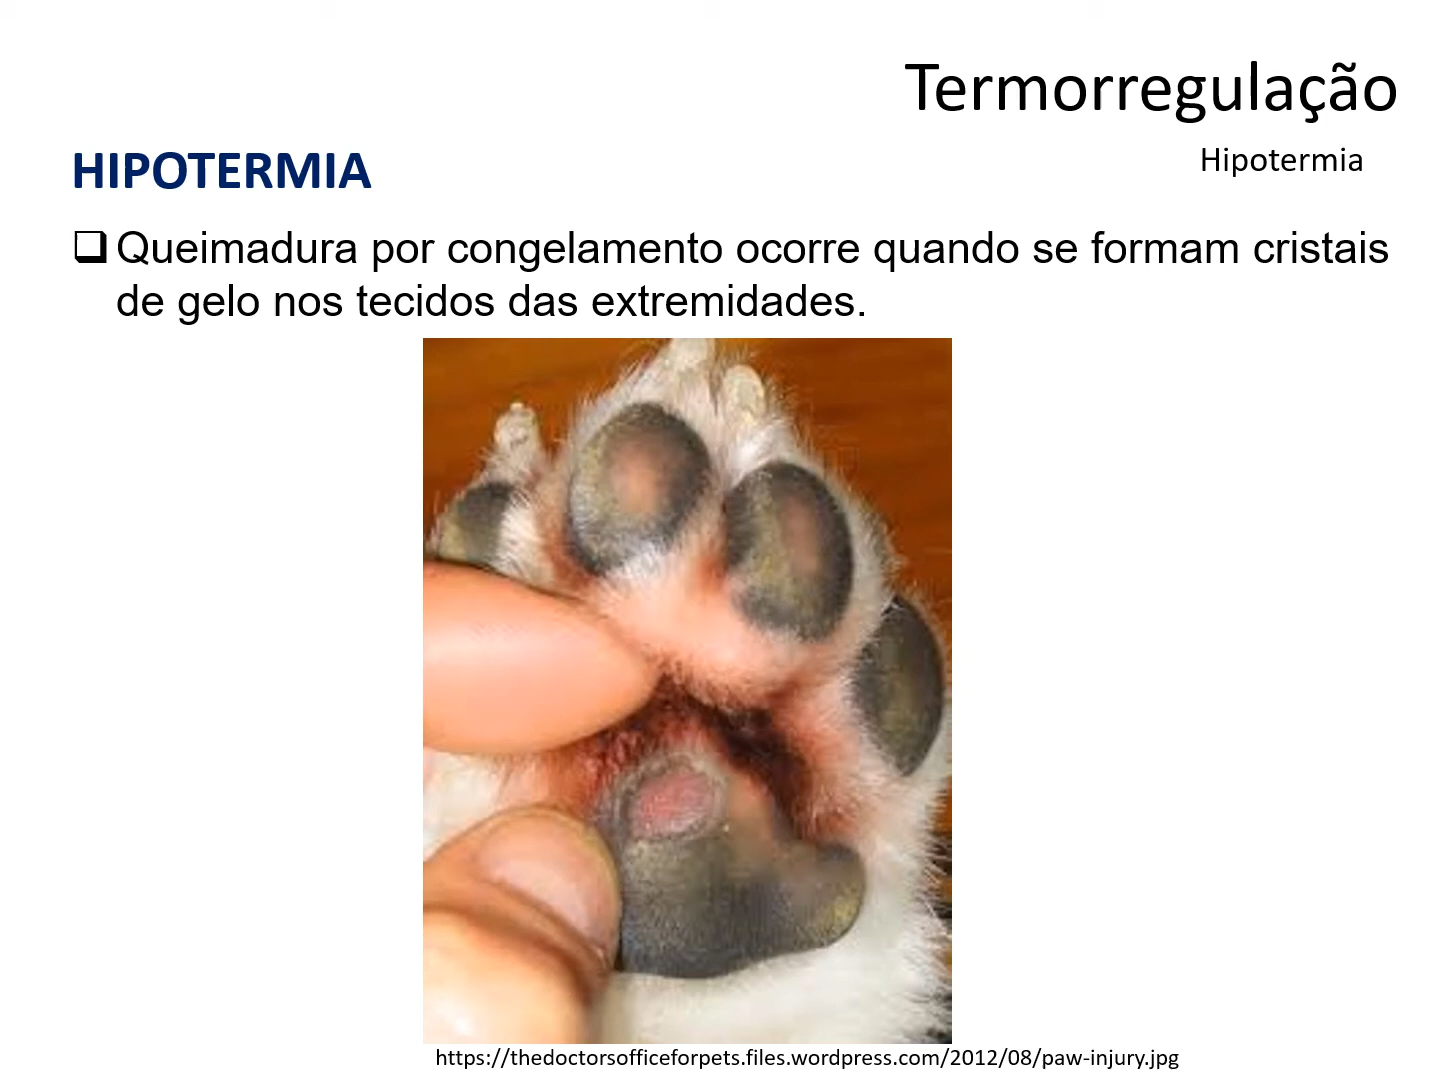 Termorregulação
Hipotermia
HIPOTERMIA
❑ Queimadura por congelamento ocorre quando se formam cristais
de gelo nos tecidos das extremidades.
https://thedoctorsofficeforpets.files.wordpress.com/2012/08/paw-injury.jpg